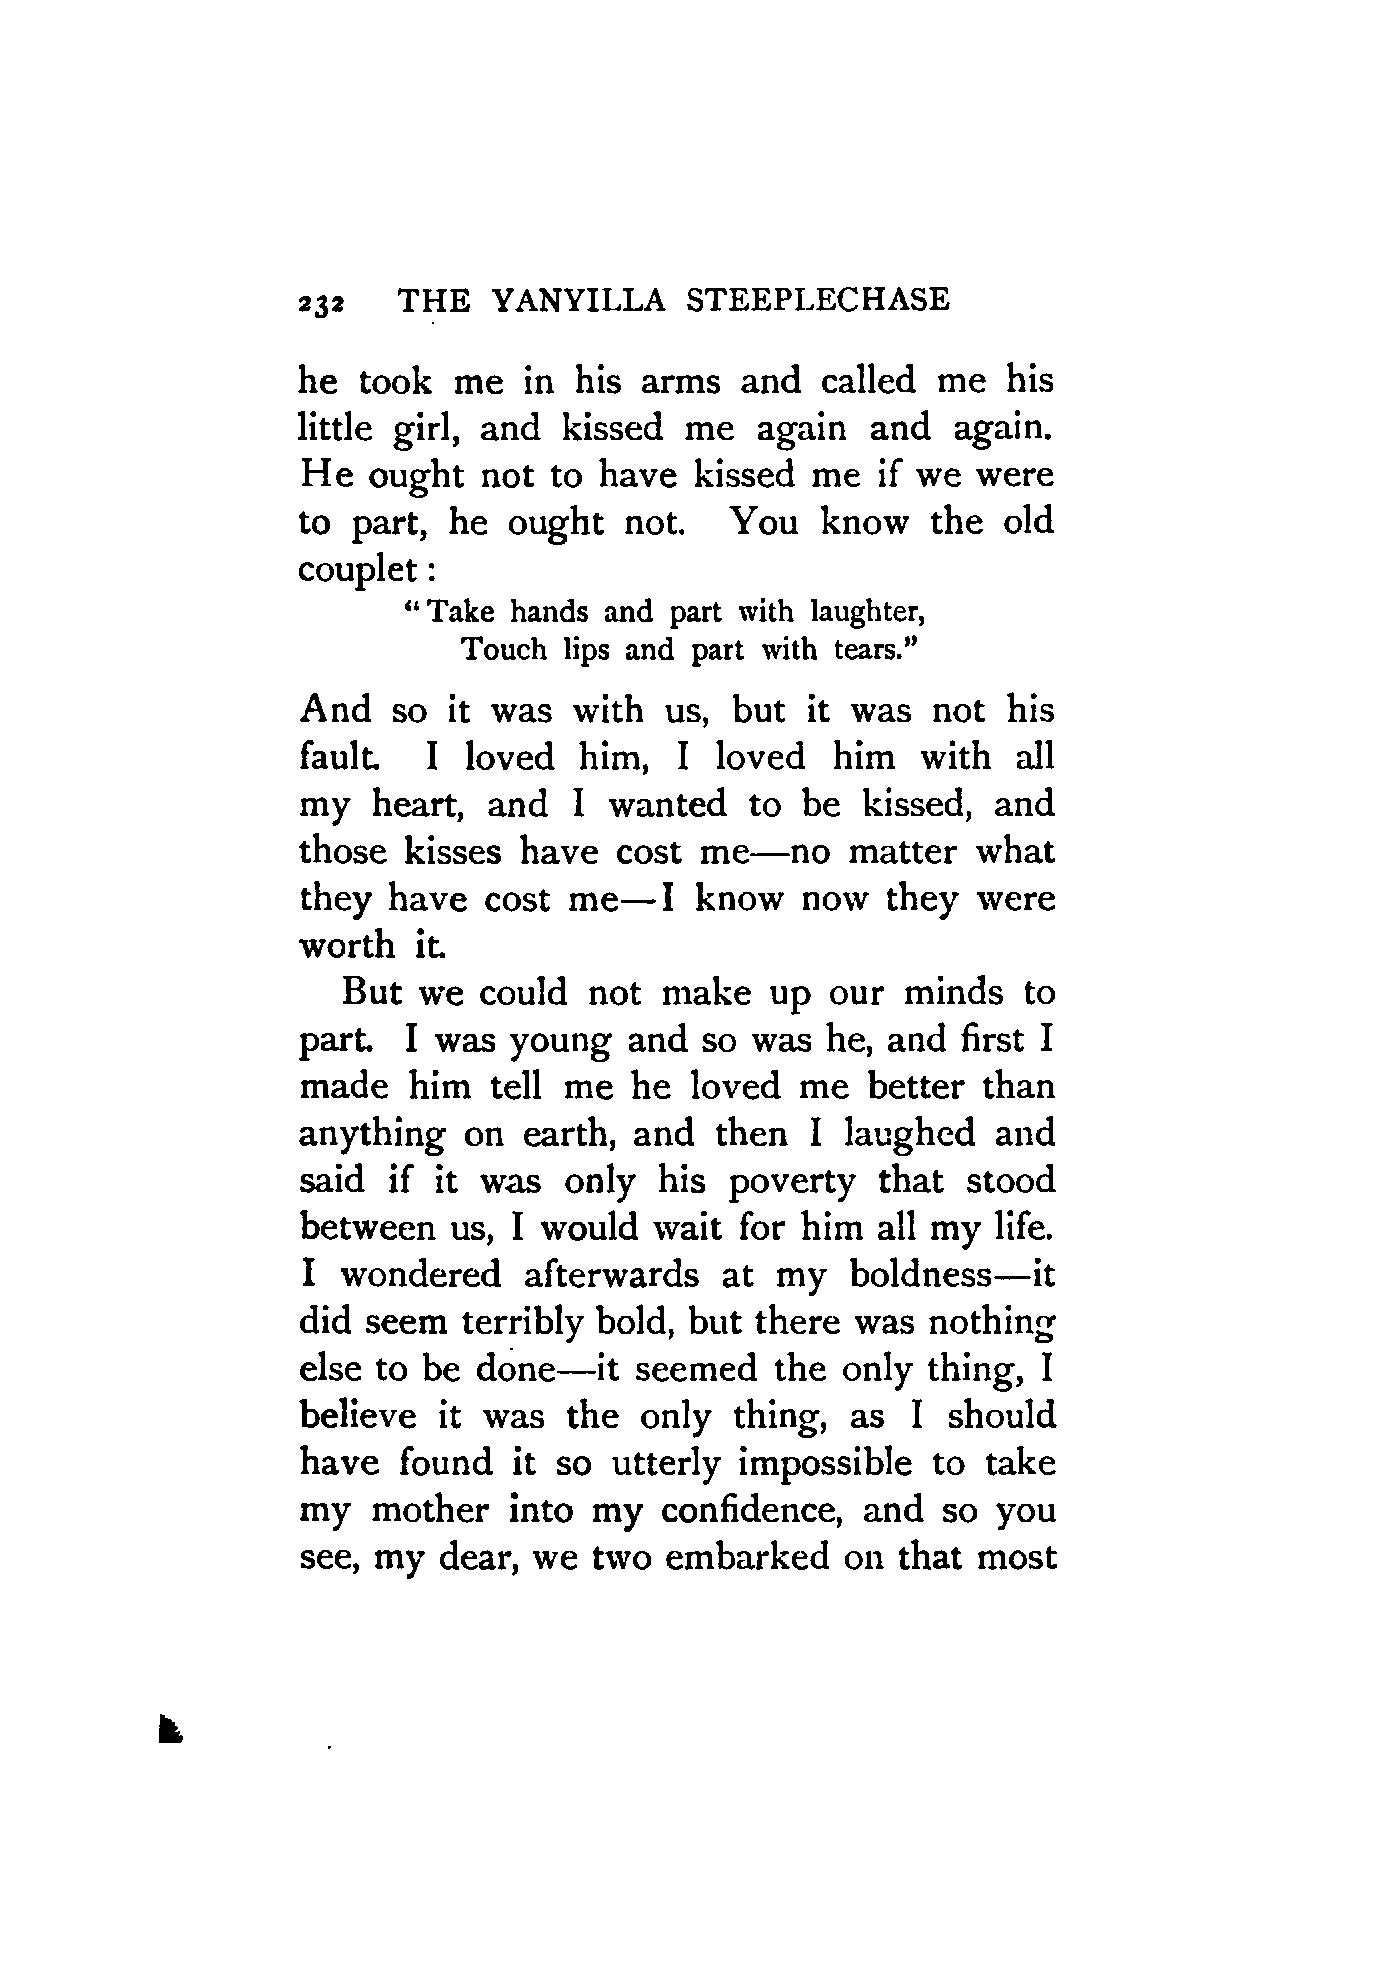 232 THE YANYILLA STEEPLECHASE
he took me in his arms and called me his
little girl, and kissed me again and again.
He ought not to have kissed me if we were
to part, he ought not. You know the old
couplet :
“Take hands and part with laughter,
Touch lips and part with tears.”
And so it was with us, but it was not his
fault. I loved him, I loved him with all
my heart, and I wanted to be kissed, and
those kisses have cost me—no matter what
they have cost me—I know now they were
worth it.
But we could not make up our minds to
part. I was young and so was he, and first I
made him tell me he loved me better than
anything on earth, and then I laughed and
said if it was only his poverty that stood
between us, I would wait for him all my life.
I wondered afterwards at my boldness—it
did seem terribly bold, but there was nothing
else to be done—it seemed the only thing, I
believe it was the only thing, as I should
have found it so utterly impossible to take
my mother into my confidence, and so you
see, my dear, we two embarked on that most